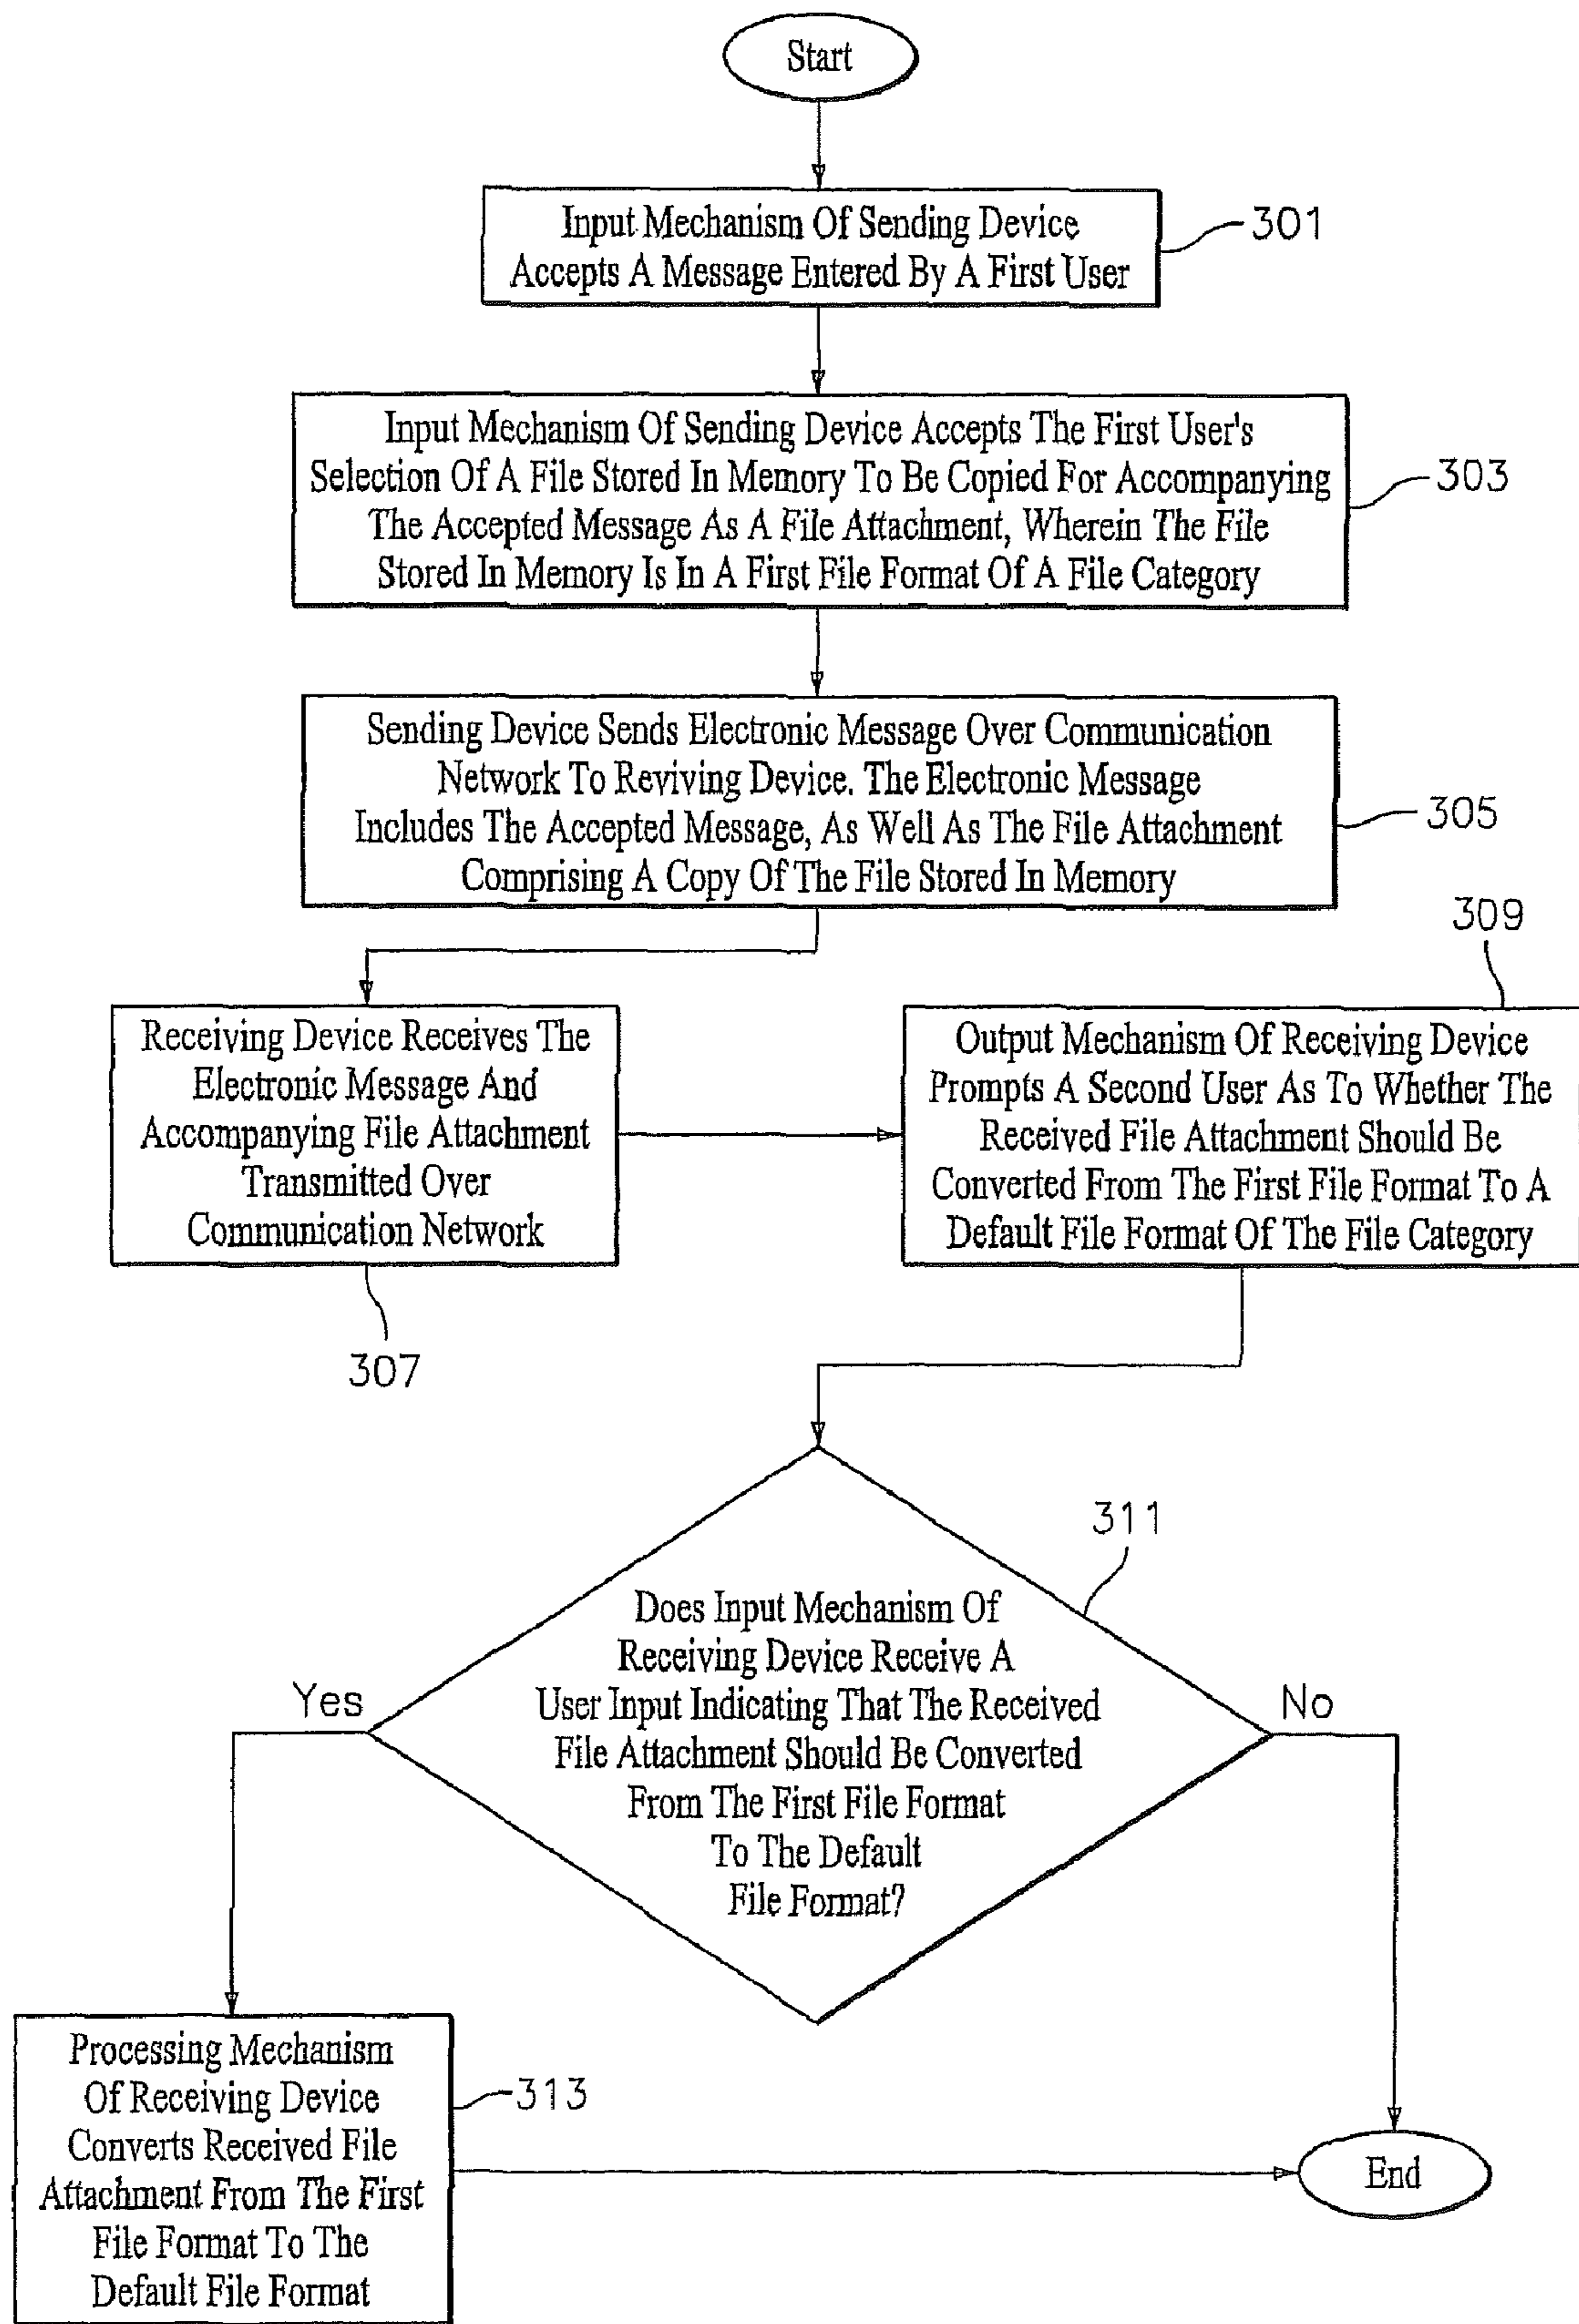 Start
Input Mechanism Of Sending Device
Accepts A Message Entered By A First User
301
Input Mechanism Of Sending Device Accepts The First User's
Selection Of A File Stored In Memory To Be Copied For Accompanying
The Accepted Message As A File Attachment, Wherein The File
Stored In Memory Is In A First File Format Of A File Category
303
Sending Device Sends Electronic Message Over Communication
Network To Reviving Device. The Electronic Message
Includes The Accepted Message, As Well As The File Attachment
Comprising A Copy Of The File Stored In Memory
305
Receiving Device Receives The
Electronic Message And
Accompanying File Attachment
Transmitted Over
Communication Network
307
309
Output Mechanism Of Receiving Device
Prompts A Second User As To Whether The
Received File Attachment Should Be
Converted From The First File Format To A
Default File Format Of The File Category
311
Does Input Mechanism Of
Receiving Device Receive A
User Input Indicating That The Received
File Attachment Should Be Converted
From The First File Format
To The Default
File Format?
Yes
No
Processing Mechanism
Of Receiving Device
Converts Received File
Attachment From The First
File Format To The
Default File Format
313
End